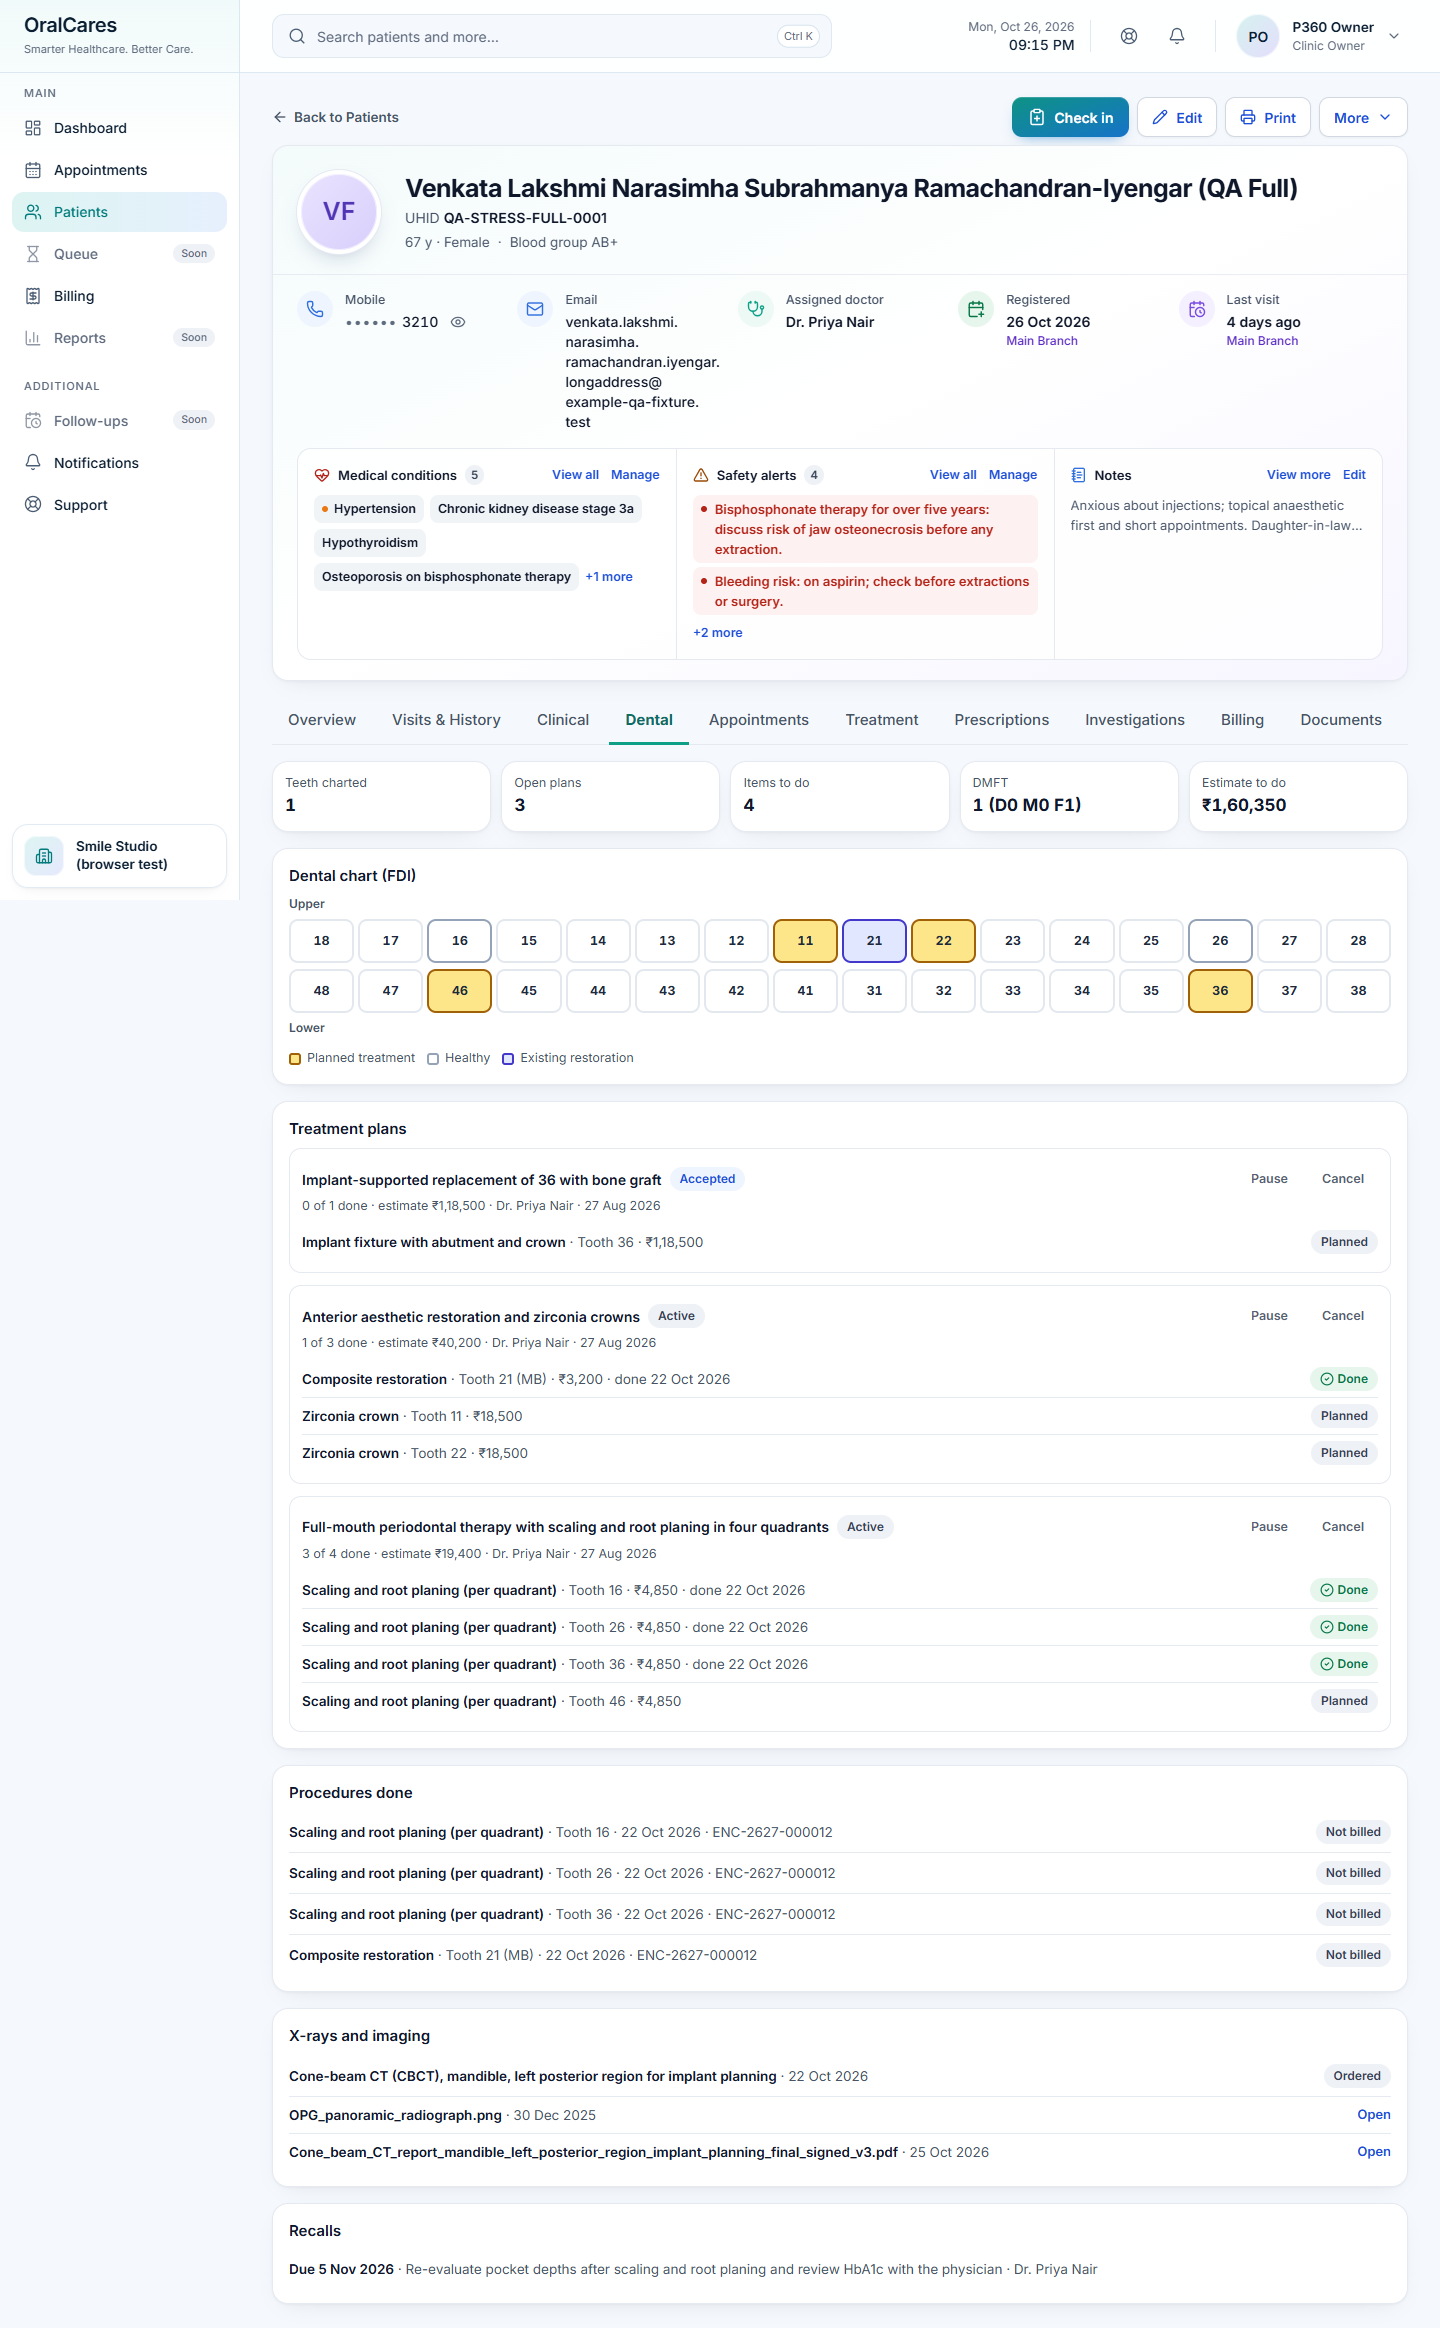 OralCares
Smarter Healthcare. Better Care.
Search patients and more...
Ctrl K
Mon, Oct 26, 2026
09:15 PM
PO
P360 Owner
Clinic Owner
MAIN
Dashboard
Appointments
Patients
Queue
Soon
Billing
Reports
Soon
ADDITIONAL
Follow-ups
Soon
Notifications
Support
Smile Studio
(browser test)
Back to Patients
Check in
Edit
Print
More
VF
Venkata Lakshmi Narasimha Subrahmanya Ramachandran-Iyengar (QA Full)
UHID QA-STRESS-FULL-0001
67 y · Female · Blood group AB+
Mobile
•••••• 3210
Email
venkata.lakshmi.
narasimha.
ramachandran.iyengar.
longaddress@
example-qa-fixture.
test
Assigned doctor
Dr. Priya Nair
Registered
26 Oct 2026
Main Branch
Last visit
4 days ago
Main Branch
Medical conditions 5 View all Manage
Hypertension
Chronic kidney disease stage 3a
Hypothyroidism
Osteoporosis on bisphosphonate therapy +1 more
Safety alerts 4 View all Manage
Bisphosphonate therapy for over five years:
discuss risk of jaw osteonecrosis before any
extraction.
Bleeding risk: on aspirin; check before extractions
or surgery.
+2 more
Notes View more Edit
Anxious about injections; topical anaesthetic
first and short appointments. Daughter-in-law...
Overview
Visits & History
Clinical
Dental
Appointments
Treatment
Prescriptions
Investigations
Billing
Documents
Teeth charted
1
Open plans
3
Items to do
4
DMFT
1 (D0 M0 F1)
Estimate to do
₹1,60,350
Dental chart (FDI)
Upper
18 17 16 15 14 13 12 11 21 22 23 24 25 26 27 28
48 47 46 45 44 43 42 41 31 32 33 34 35 36 37 38
Lower
Planned treatment Healthy Existing restoration
Treatment plans
Implant-supported replacement of 36 with bone graft Accepted Pause Cancel
0 of 1 done · estimate ₹1,18,500 · Dr. Priya Nair · 27 Aug 2026
Implant fixture with abutment and crown · Tooth 36 · ₹1,18,500 Planned
Anterior aesthetic restoration and zirconia crowns Active Pause Cancel
1 of 3 done · estimate ₹40,200 · Dr. Priya Nair · 27 Aug 2026
Composite restoration · Tooth 21 (MB) · ₹3,200 · done 22 Oct 2026 Done
Zirconia crown · Tooth 11 · ₹18,500 Planned
Zirconia crown · Tooth 22 · ₹18,500 Planned
Full-mouth periodontal therapy with scaling and root planing in four quadrants Active Pause Cancel
3 of 4 done · estimate ₹19,400 · Dr. Priya Nair · 27 Aug 2026
Scaling and root planing (per quadrant) · Tooth 16 · ₹4,850 · done 22 Oct 2026 Done
Scaling and root planing (per quadrant) · Tooth 26 · ₹4,850 · done 22 Oct 2026 Done
Scaling and root planing (per quadrant) · Tooth 36 · ₹4,850 · done 22 Oct 2026 Done
Scaling and root planing (per quadrant) · Tooth 46 · ₹4,850 Planned
Procedures done
Scaling and root planing (per quadrant) · Tooth 16 · 22 Oct 2026 · ENC-2627-000012 Not billed
Scaling and root planing (per quadrant) · Tooth 26 · 22 Oct 2026 · ENC-2627-000012 Not billed
Scaling and root planing (per quadrant) · Tooth 36 · 22 Oct 2026 · ENC-2627-000012 Not billed
Composite restoration · Tooth 21 (MB) · 22 Oct 2026 · ENC-2627-000012 Not billed
X-rays and imaging
Cone-beam CT (CBCT), mandible, left posterior region for implant planning · 22 Oct 2026 Ordered
OPG_panoramic_radiograph.png · 30 Dec 2025 Open
Cone_beam_CT_report_mandible_left_posterior_region_implant_planning_final_signed_v3.pdf · 25 Oct 2026 Open
Recalls
Due 5 Nov 2026 · Re-evaluate pocket depths after scaling and root planing and review HbA1c with the physician · Dr. Priya Nair